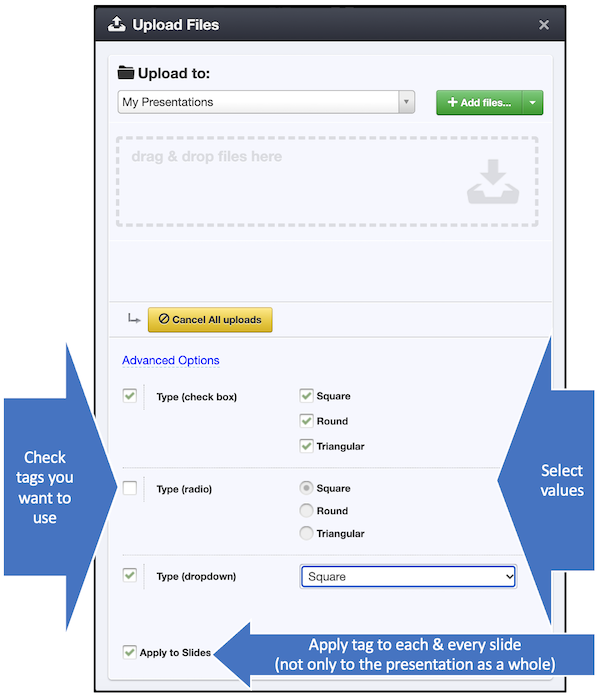 Upload Files
Upload to:
My Presentations
Add files...
drag & drop files here
Cancel All uploads
Advanced Options
Type (check box)
Square
Round
Triangular
Check
tags you
want to
use
Select
values
Type (radio)
Square
Round
Triangular
Type (dropdown)
Square
Apply to Slides
Apply tag to each & every slide
(not only to the presentation as a whole)